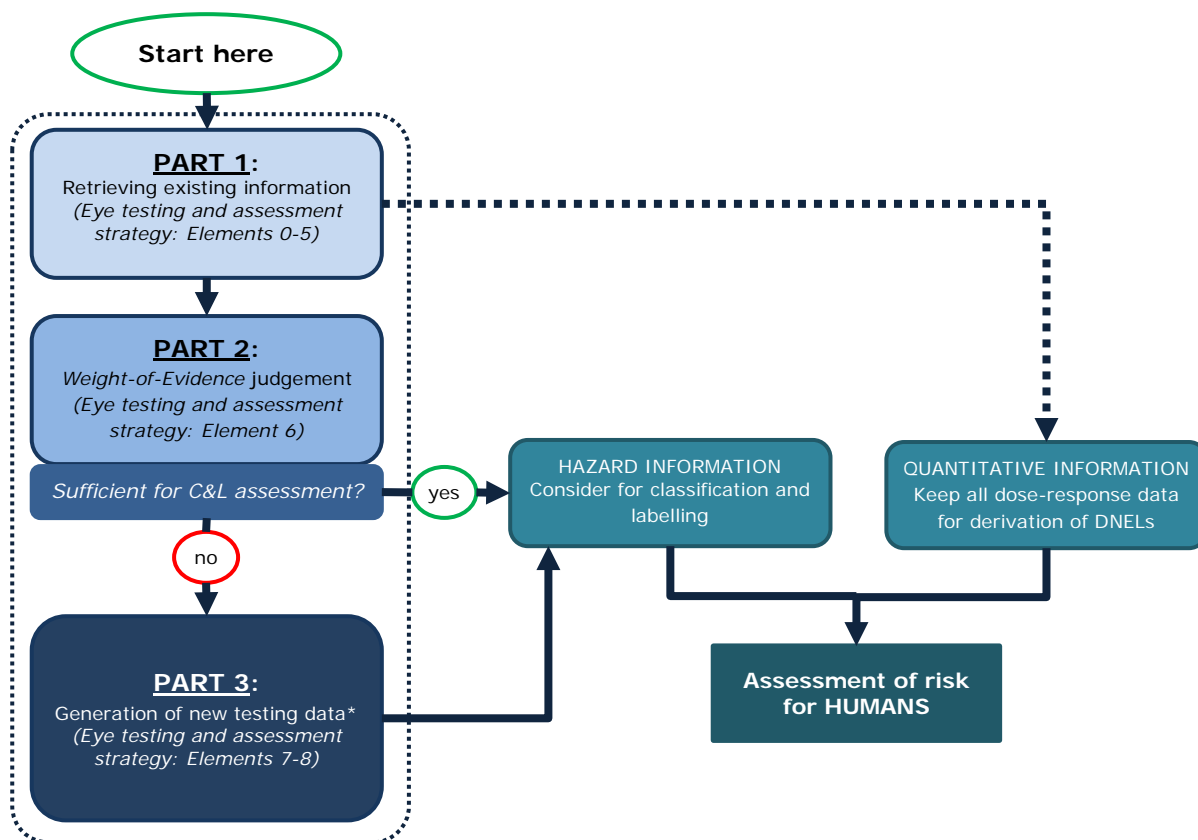 Start here
PART 1:
Retrieving existing information
(Eye testing and assessment
strategy: Elements 0-5)
PART 2:
Weight-of-Evidence judgement
(Eye testing and assessment
strategy: Element 6)
Sufficient for C&L assessment?
yes
no
PART 3:
Generation of new testing data*
(Eye testing and assessment
strategy: Elements 7-8)
HAZARD INFORMATION
Consider for classification and
labelling
QUANTITATIVE INFORMATION
Keep all dose-response data
for derivation of DNELs
Assessment of risk
for HUMANS